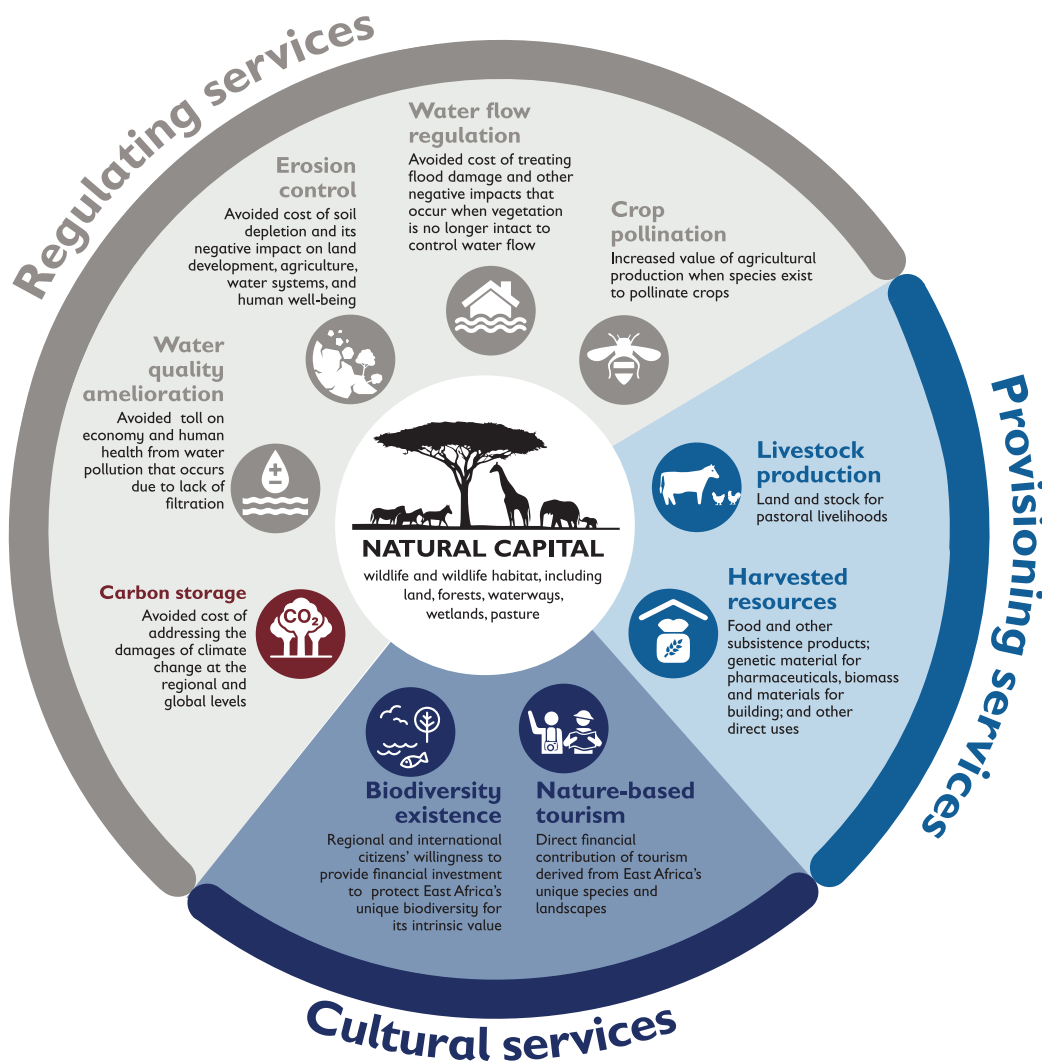 Regulating services
Water flow
regulation
Avoided cost of treating
flood damage and other
negative impacts that
occur when vegetation
is no longer intact to
control water flow
Erosion
control
Avoided cost of soil
depletion and its
negative impact on land
development, agriculture,
water systems, and
human well-being
Crop
pollination
Increased value of agricultural
production when species exist
to pollinate crops
Water
quality
amelioration
Avoided toll on
economy and human
health from water
pollution that occurs
due to lack of
filtration
±
Carbon storage
Avoided cost of
addressing the
damages of climate
change at the
regional and
global levels
CO₂
NATURAL CAPITAL
wildlife and wildlife habitat, including
land, forests, waterways,
wetlands, pasture
Provisioning services
Livestock
production
Land and stock for
pastoral livelihoods
Harvested
resources
Food and other
subsistence products;
genetic material for
pharmaceuticals, biomass
and materials for
building; and other
direct uses
Biodiversity
existence
Regional and international
citizens’ willingness to
provide financial investment
to protect East Africa’s
unique biodiversity for
its intrinsic value
Nature-based
tourism
Direct financial
contribution of tourism
derived from East Africa’s
unique species and
landscapes
Cultural services